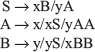 S → xB/yA
A → x/xS/yAA
B → y/yS/xBB